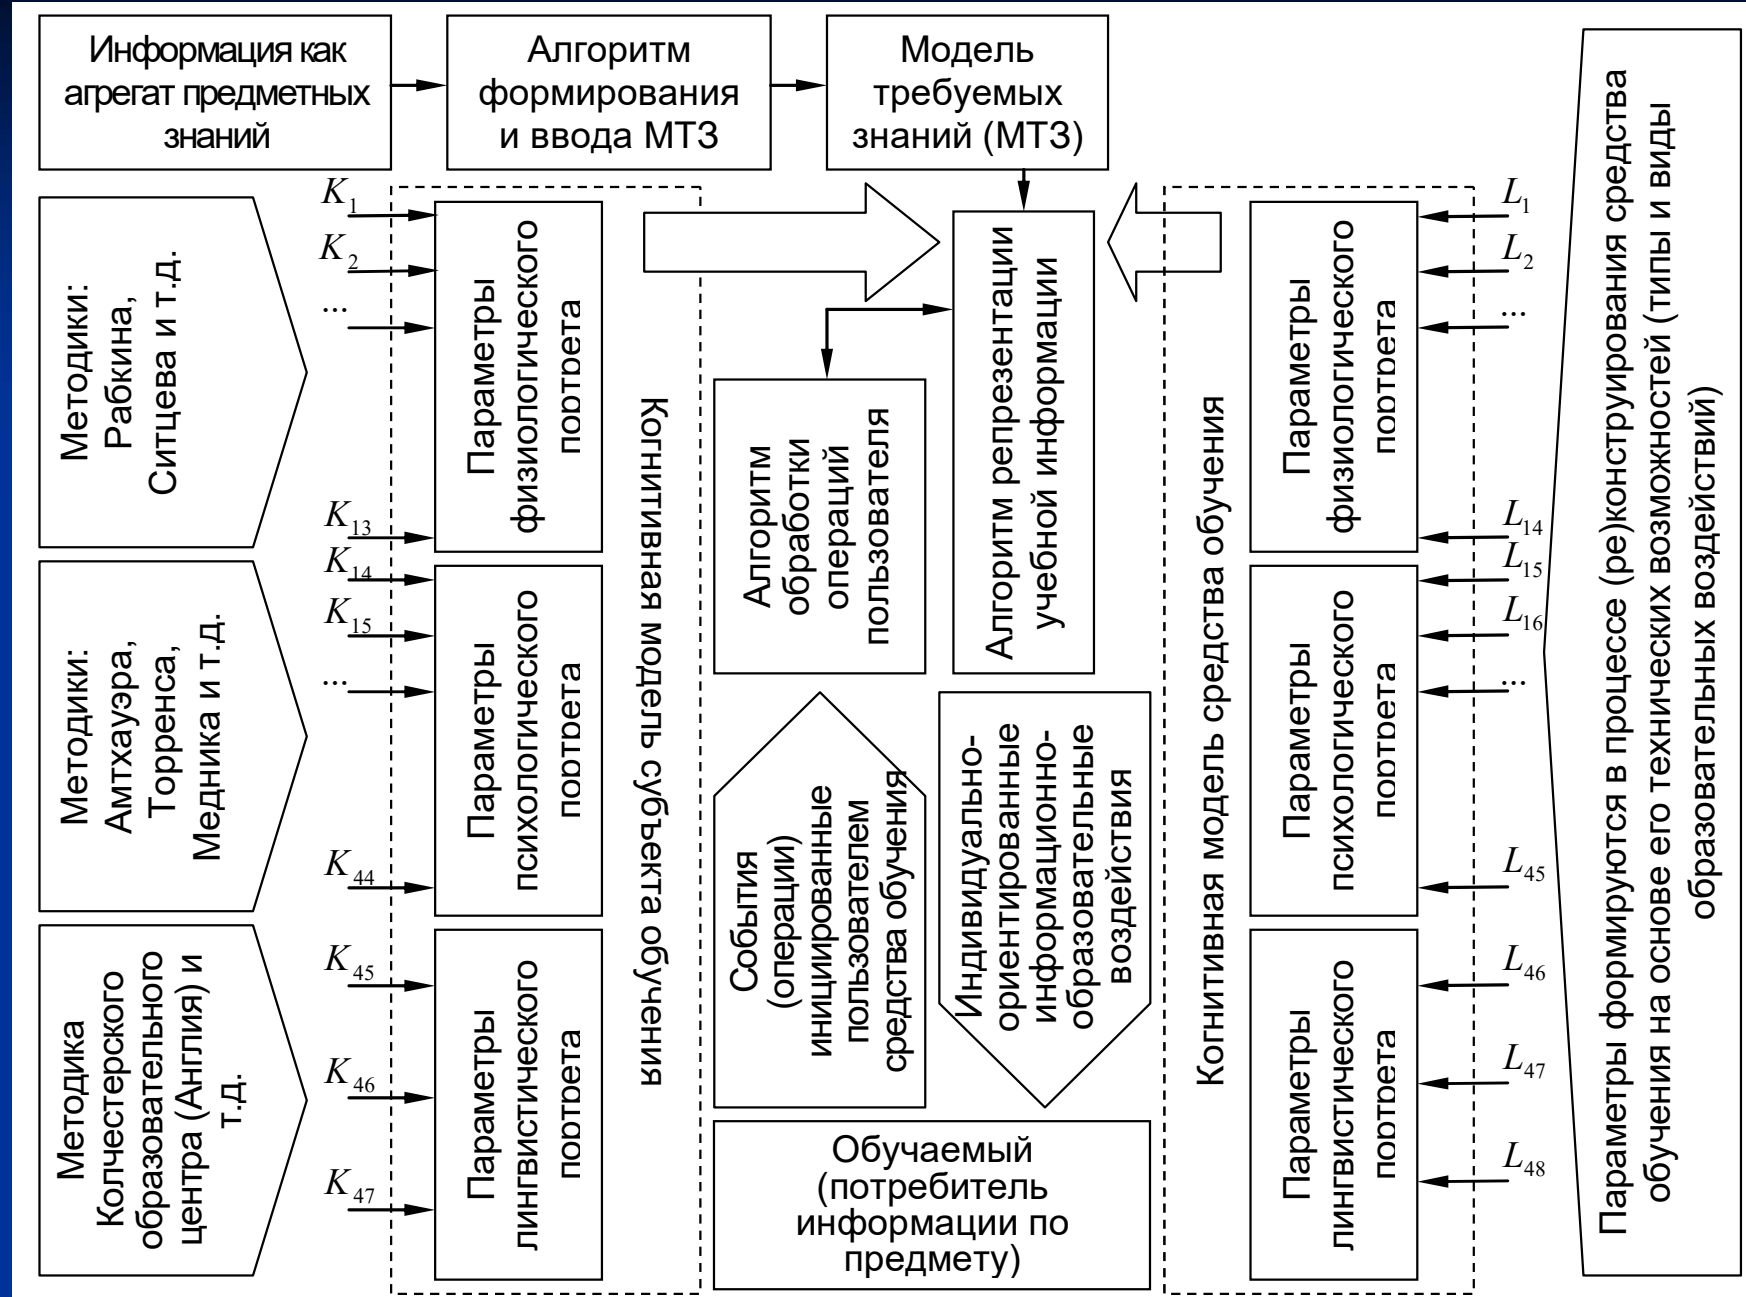 Информация как
агрегат предметных
знаний
Алгоритм
формирования
и ввода МТЗ
Модель
требуемых
знаний (МТЗ)
Методики:
Рабкина,
Ситцева и т.д.
Методики:
Амтхауэра,
Торренса,
Медника и т.д.
Методика
Колчестерского
образовательного
центра (Англия) и
т.д.
K1
K2
...
K13
K14
K15
...
K44
K45
K46
K47
Параметры
физиологического
портрета
Параметры
психологического
портрета
Параметры
лингвистического
портрета
Когнитивная модель субъекта обучения
Алгоритм
обработки
операций
пользователя
Алгоритм репрезентации
учебной информации
События
(операции)
инициированные
пользователем
средства обучения
Индивидуально-
ориентированные
информационно-
образовательные
воздействия
Обучаемый
(потребитель
информации по
предмету)
Когнитивная модель средства обучения
Параметры
физиологического
портрета
Параметры
психологического
портрета
Параметры
лингвистического
портрета
L1
L2
...
L14
L15
L16
...
L45
L46
L47
L48
Параметры формируются в процессе (ре)конструирования средства
обучения на основе его технических возможностей (типы и виды
образовательных воздействий)